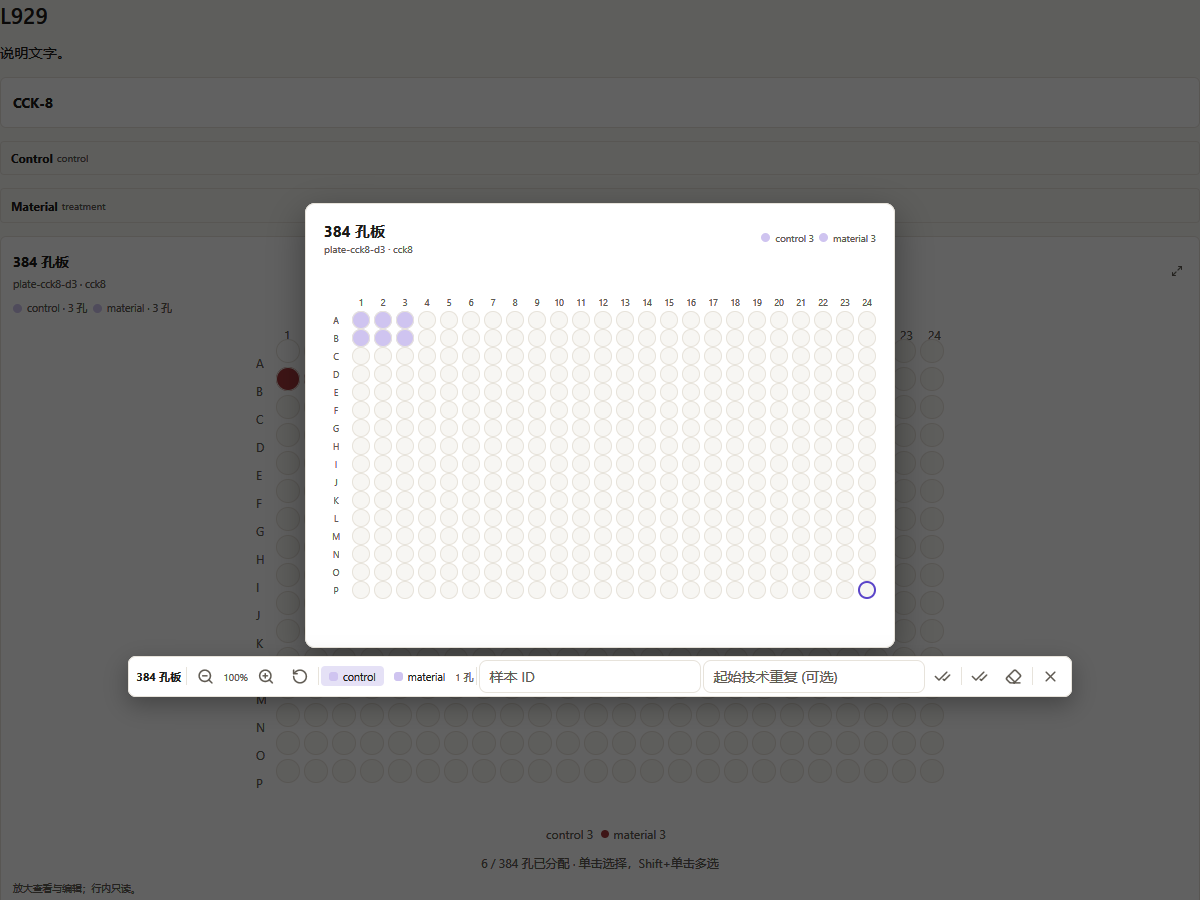 L929
说明文字。
CCK-8
Control control
Material treatment
384 孔板
plate-cck8-d3 · cck8
control · 3 孔 material · 3 孔
1
23 24
A
B
C
D
E
F
G
H
I
J
K
M
N
O
P
control 3 material 3
6 / 384 孔已分配 · 单击选择，Shift+单击多选
放大查看与编辑；行内只读。
384 孔板
plate-cck8-d3 · cck8
control 3 material 3
1 2 3 4 5 6 7 8 9 10 11 12 13 14 15 16 17 18 19 20 21 22 23 24
A
B
C
D
E
F
G
H
I
J
K
L
M
N
O
P
384 孔板 100% control material 1 孔 样本 ID 起始技术重复 (可选)